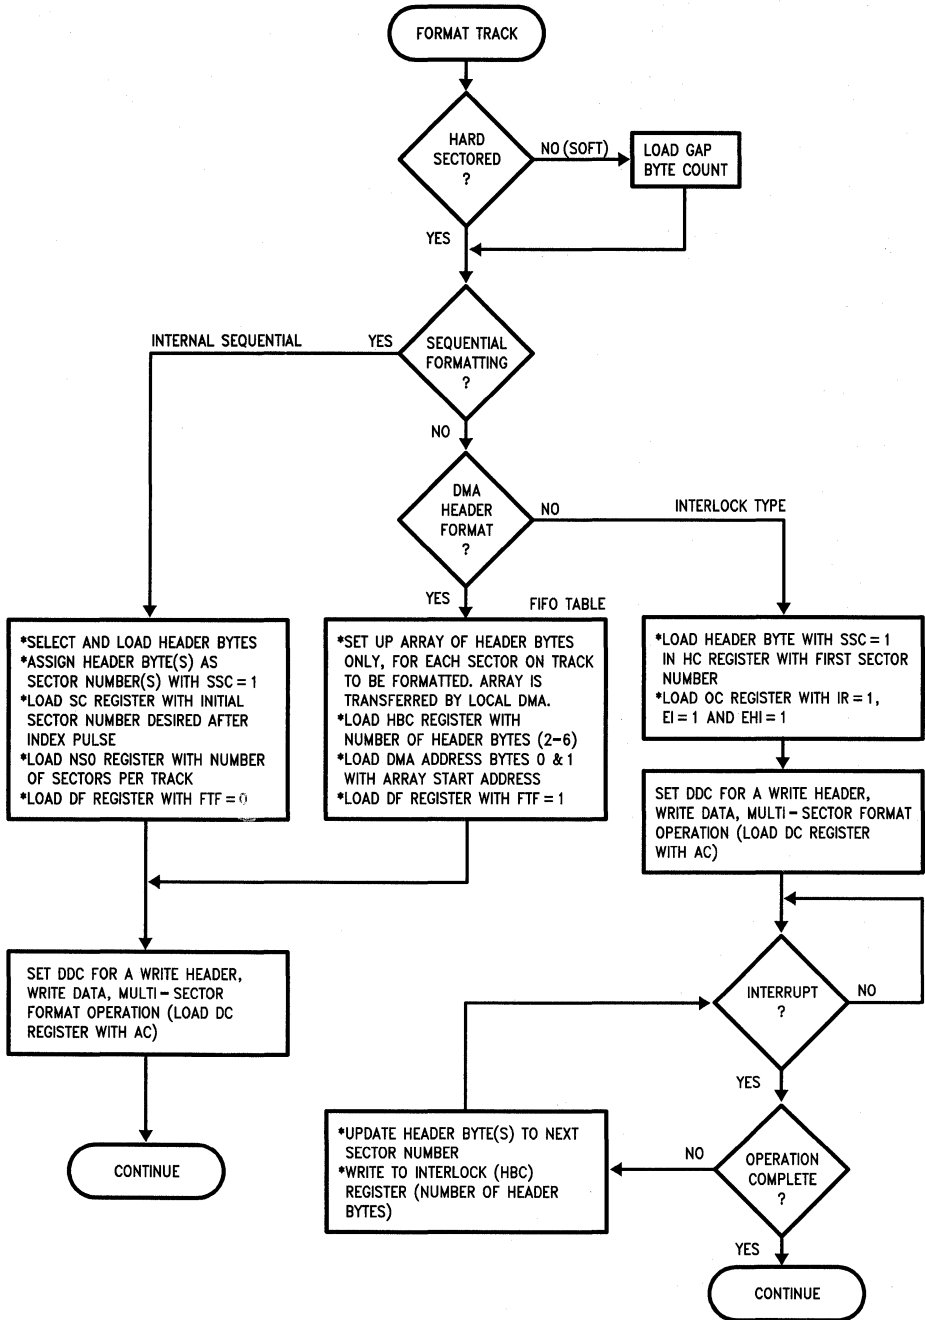 FORMAT TRACK
HARD
SECTORED
?
NO (SOFT)
LOAD GAP
BYTE COUNT
YES
INTERNAL SEQUENTIAL
YES
SEQUENTIAL
FORMATTING
?
NO
DMA
HEADER
FORMAT
?
NO
INTERLOCK TYPE
YES
FIFO TABLE
*SELECT AND LOAD HEADER BYTES
*ASSIGN HEADER BYTE(S) AS
SECTOR NUMBER(S) WITH SSC=1
*LOAD SC REGISTER WITH INITIAL
SECTOR NUMBER DESIRED AFTER
INDEX PULSE
*LOAD NSO REGISTER WITH NUMBER
OF SECTORS PER TRACK
*LOAD DF REGISTER WITH FTF=0
*SET UP ARRAY OF HEADER BYTES
ONLY, FOR EACH SECTOR ON TRACK
TO BE FORMATTED. ARRAY IS
TRANSFERRED BY LOCAL DMA.
*LOAD HBC REGISTER WITH
NUMBER OF HEADER BYTES (2-6)
*LOAD DMA ADDRESS BYTES 0 & 1
WITH ARRAY START ADDRESS
*LOAD DF REGISTER WITH FTF=1
*LOAD HEADER BYTE WITH SSC=1
IN HC REGISTER WITH FIRST SECTOR
NUMBER
*LOAD OC REGISTER WITH IR=1,
EI=1 AND EHI=1
SET DDC FOR A WRITE HEADER,
WRITE DATA, MULTI-SECTOR FORMAT
OPERATION (LOAD DC REGISTER
WITH AC)
SET DDC FOR A WRITE HEADER,
WRITE DATA, MULTI-SECTOR
FORMAT OPERATION (LOAD DC
REGISTER WITH AC)
INTERRUPT
?
NO
YES
CONTINUE
*UPDATE HEADER BYTE(S) TO NEXT
SECTOR NUMBER
*WRITE TO INTERLOCK (HBC)
REGISTER (NUMBER OF HEADER
BYTES)
NO
OPERATION
COMPLETE
?
YES
CONTINUE